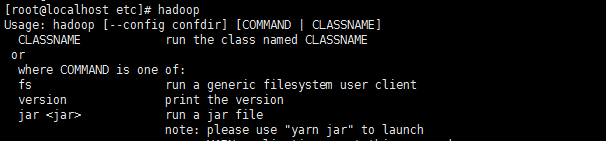 [root@localhost etc]# hadoop
Usage: hadoop [--config confdir] [COMMAND | CLASSNAME]
  CLASSNAME            run the class named CLASSNAME
 or
  where COMMAND is one of:
  fs                   run a generic filesystem user client
  version              print the version
  jar <jar>            run a jar file
                       note: please use "yarn jar" to launch